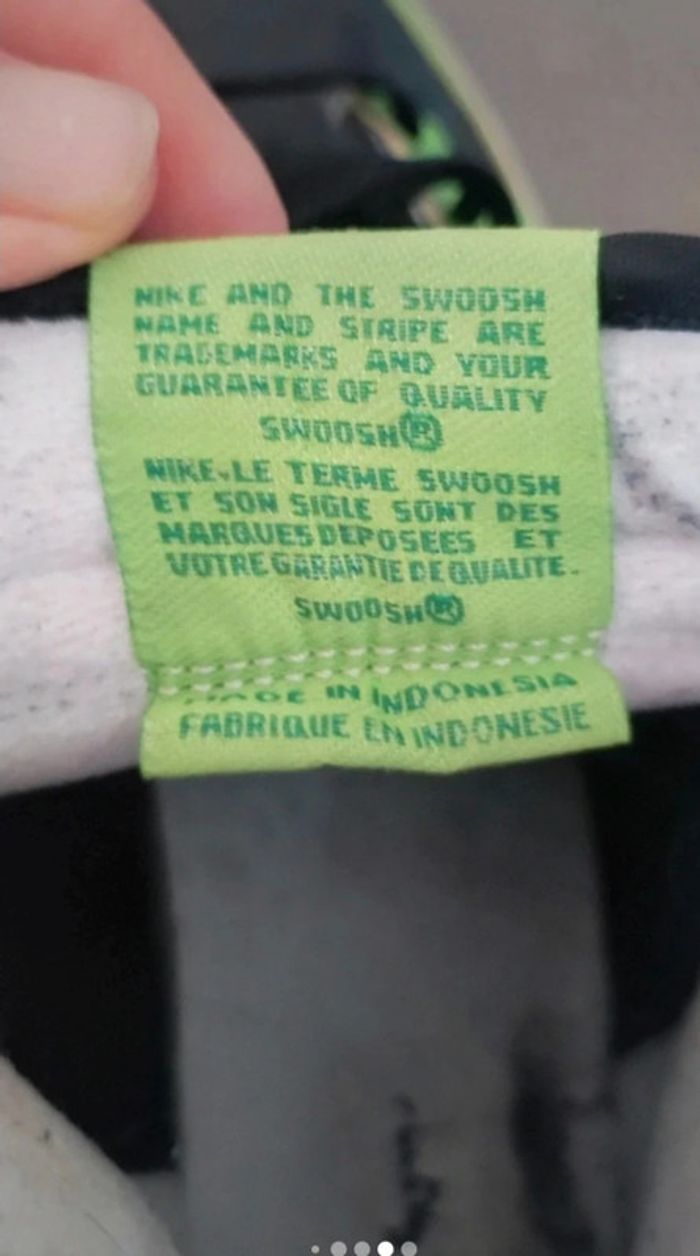 NIKE AND THE SWOOSH
NAME AND STRIPE ARE
TRADEMARKS AND YOUR
GUARANTEE OF QUALITY
SWOOSH®
NIKE-LE TERME SWOOSH
ET SON SIGLE SONT DES
MARQUES DEPOSEES ET
VOTRE GARANTIE DE QUALITE.
SWOOSH®
MADE IN INDONESIA
FABRIQUE EN INDONESIE